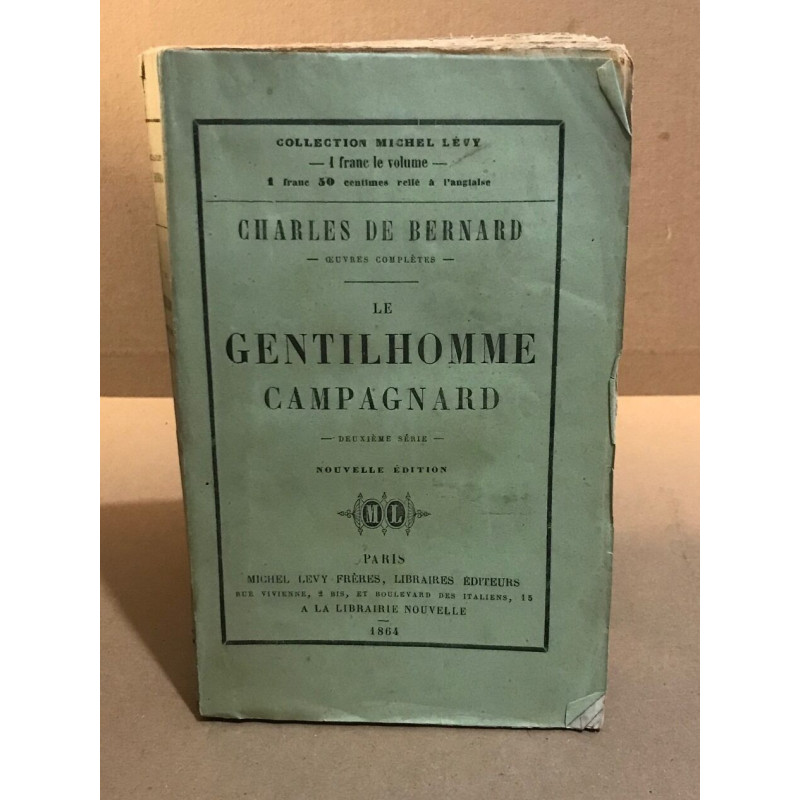 COLLECTION MICHEL LÉVY
— 1 franc le volume —
1 franc 50 centimes relié à l'anglaise
CHARLES DE BERNARD
— ŒUVRES COMPLÈTES —
LE
GENTILHOMME
CAMPAGNARD
— DEUXIÈME SÉRIE —
NOUVELLE ÉDITION
ML
PARIS
MICHEL LEVY FRÈRES, LIBRAIRES ÉDITEURS
RUE VIVIENNE, 2 BIS, ET BOULEVARD DES ITALIENS, 15
A LA LIBRAIRIE NOUVELLE
1864